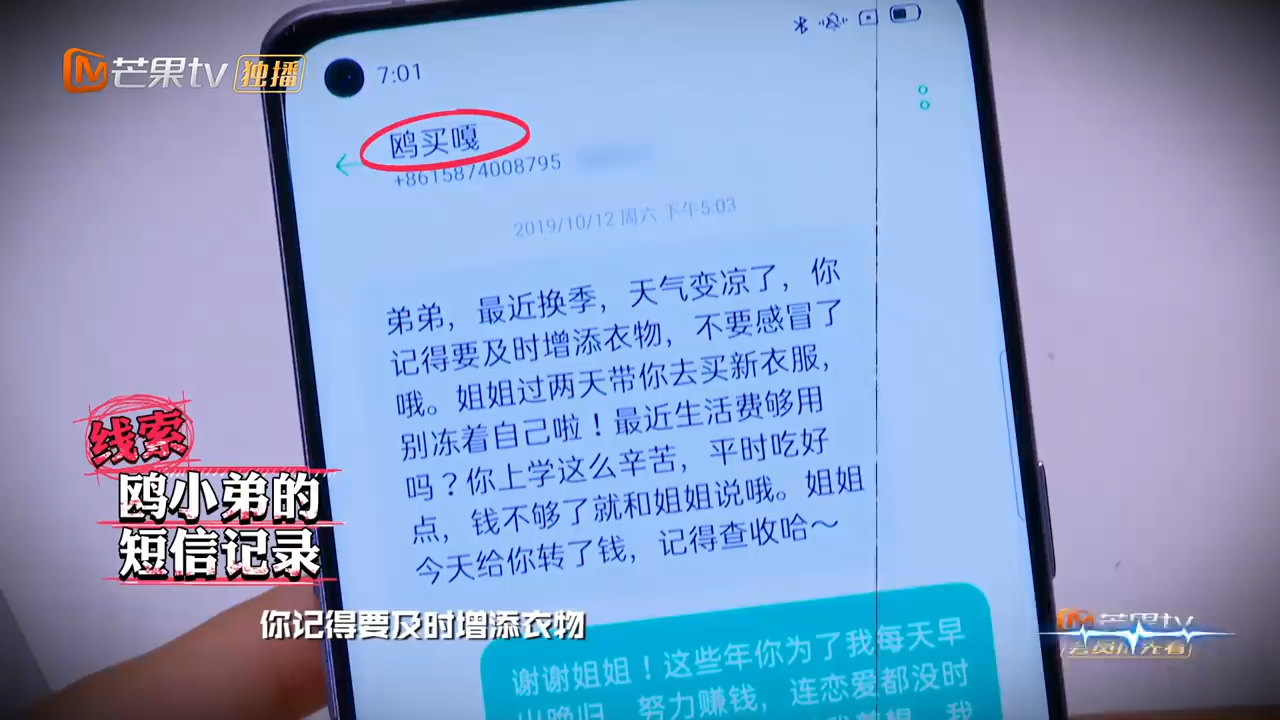 芒果tv 独播
7:01
鸥买嘎
+8615874008795
2019/10/12 周六 下午5:03
弟弟，最近换季，天气变凉了，你
记得要及时增添衣物，不要感冒了
哦。姐姐过两天带你去买新衣服，
别冻着自己啦！最近生活费够用
吗？你上学这么辛苦，平时吃好
点，钱不够了就和姐姐说哦。姐姐
今天给你转了钱，记得查收哈～
线索
鸥小弟的
短信记录
你记得要及时增添衣物
芒果tv
谢谢姐姐！这些年你为了我每天早
出晚归，努力赚钱，连恋爱都没时